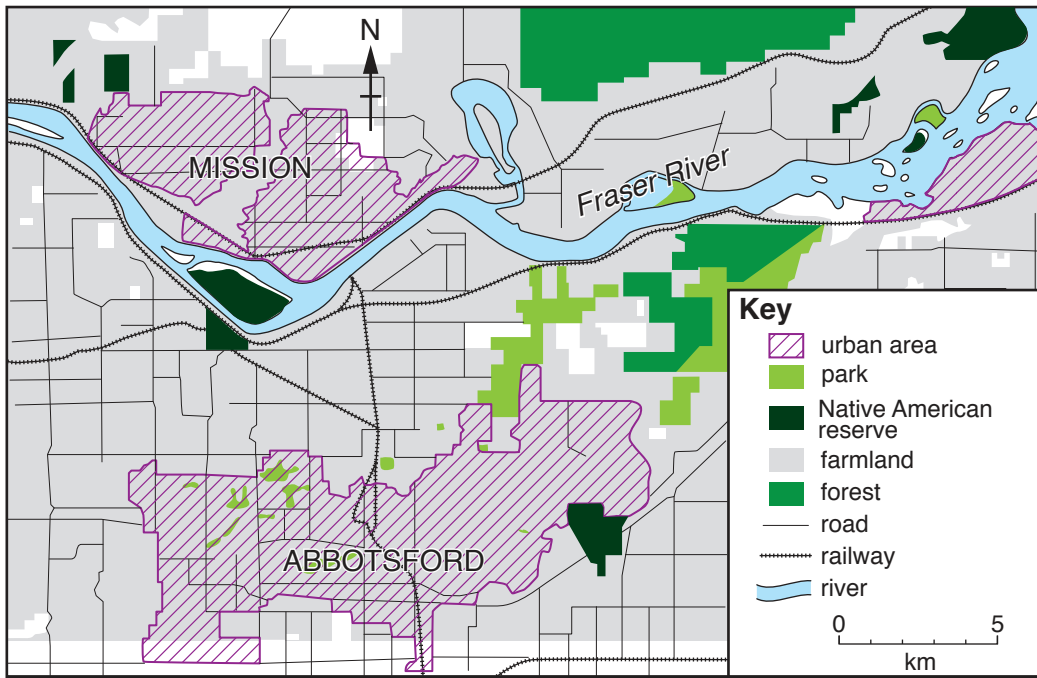 N
MISSION
Fraser River
ABBOTSFORD
Key
urban area
park
Native American
reserve
farmland
forest
road
railway
river
0 5
km